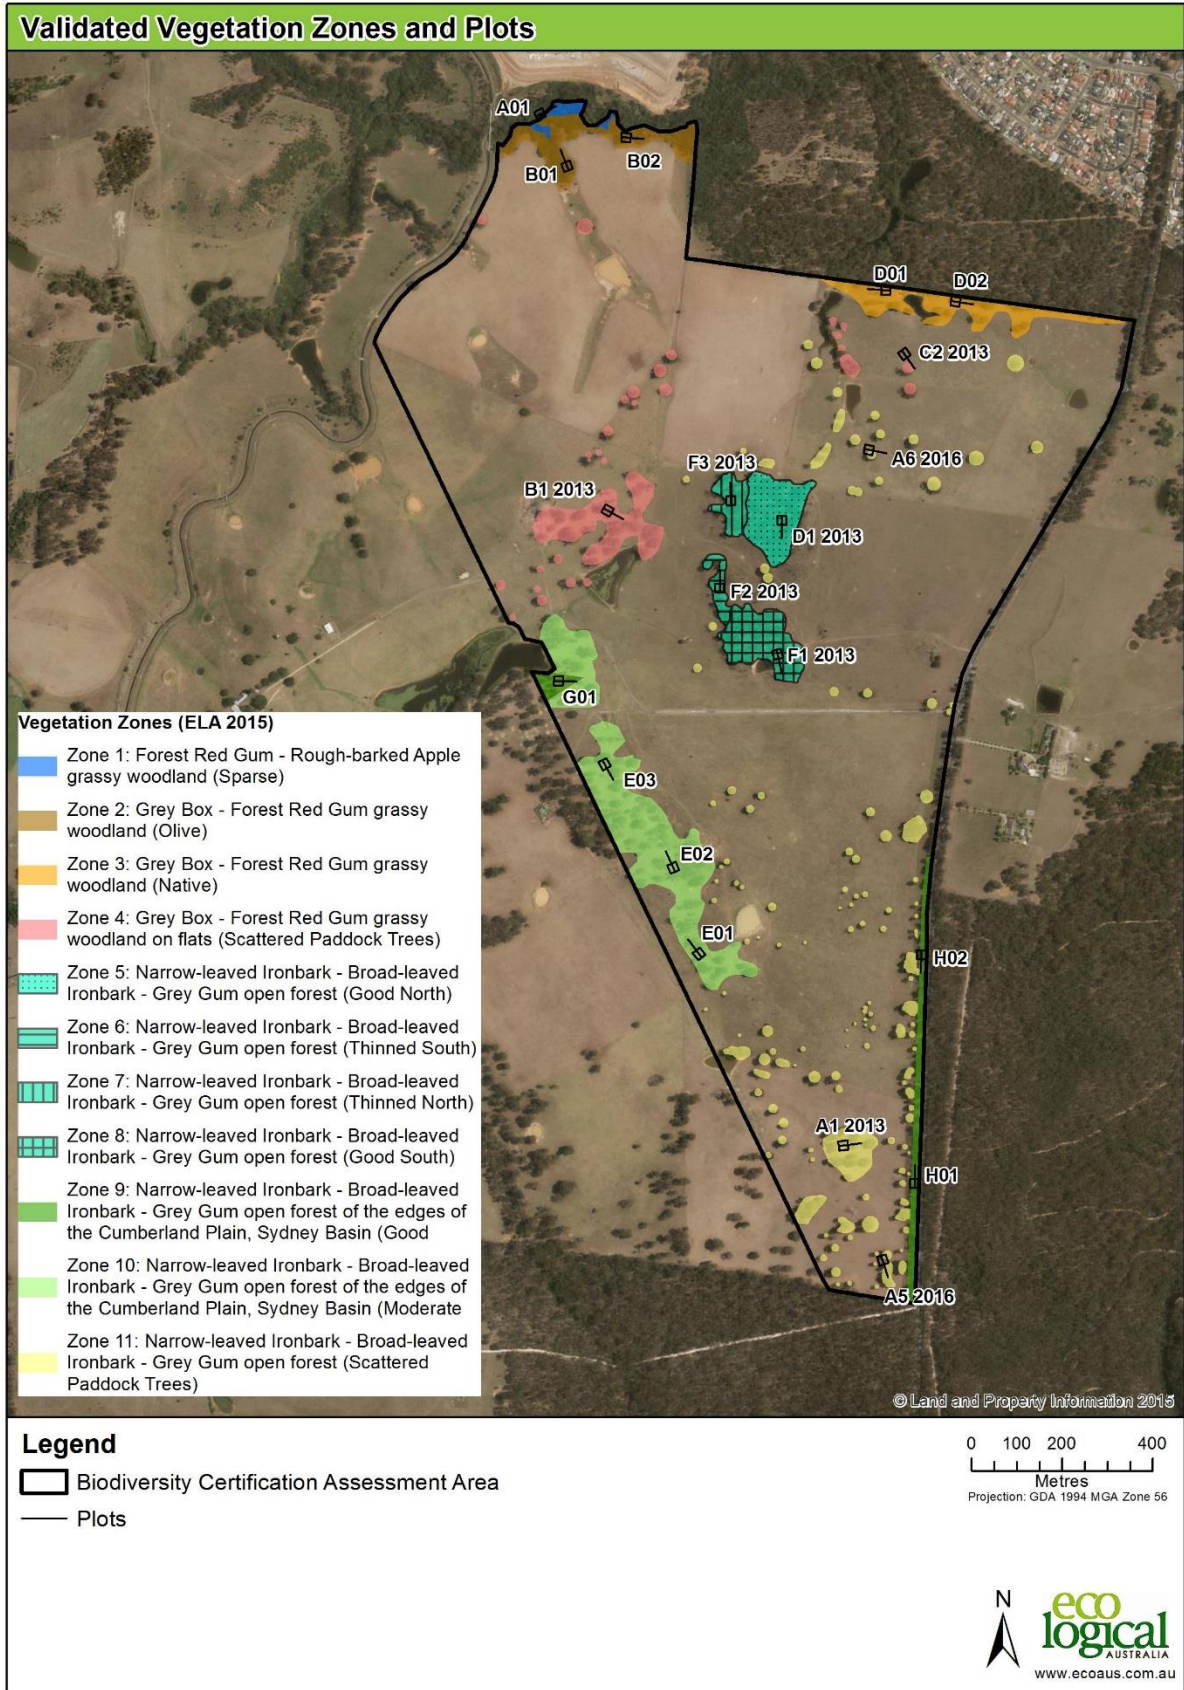 Validated Vegetation Zones and Plots
A01
B01
B02
D01
D02
C2 2013
A6 2016
F3 2013
B1 2013
D1 2013
F2 2013
F1 2013
G01
E03
E02
E01
H02
A1 2013
H01
A5 2016
Vegetation Zones (ELA 2015)
Zone 1: Forest Red Gum - Rough-barked Apple
grassy woodland (Sparse)
Zone 2: Grey Box - Forest Red Gum grassy
woodland (Olive)
Zone 3: Grey Box - Forest Red Gum grassy
woodland (Native)
Zone 4: Grey Box - Forest Red Gum grassy
woodland on flats (Scattered Paddock Trees)
Zone 5: Narrow-leaved Ironbark - Broad-leaved
Ironbark - Grey Gum open forest (Good North)
Zone 6: Narrow-leaved Ironbark - Broad-leaved
Ironbark - Grey Gum open forest (Thinned South)
Zone 7: Narrow-leaved Ironbark - Broad-leaved
Ironbark - Grey Gum open forest (Thinned North)
Zone 8: Narrow-leaved Ironbark - Broad-leaved
Ironbark - Grey Gum open forest (Good South)
Zone 9: Narrow-leaved Ironbark - Broad-leaved
Ironbark - Grey Gum open forest of the edges of
the Cumberland Plain, Sydney Basin (Good
Zone 10: Narrow-leaved Ironbark - Broad-leaved
Ironbark - Grey Gum open forest of the edges of
the Cumberland Plain, Sydney Basin (Moderate
Zone 11: Narrow-leaved Ironbark - Broad-leaved
Ironbark - Grey Gum open forest (Scattered
Paddock Trees)
© Land and Property Information 2015
Legend
Biodiversity Certification Assessment Area
Plots
0 100 200 400
Metres
Projection: GDA 1994 MGA Zone 56
N
eco
logical
AUSTRALIA
www.ecoaus.com.au